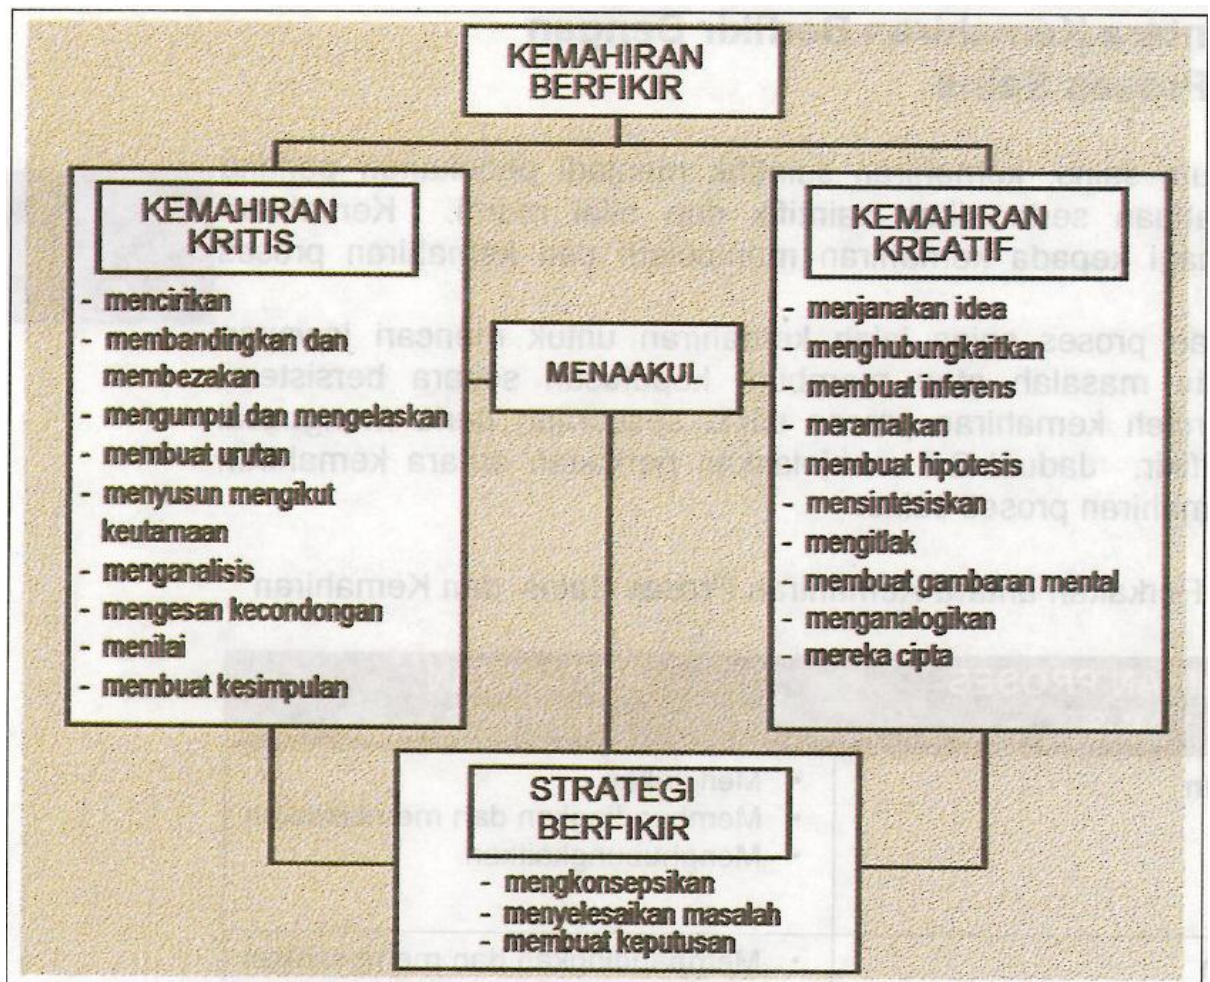 KEMAHIRAN
BERFIKIR
KEMAHIRAN
KRITIS
- mencirikan
- membandingkan dan
membezakan
- mengumpul dan mengelaskan
- membuat urutan
- menyusun mengikut
keutamaan
- menganalisis
- mengesan kecondongan
- menilai
- membuat kesimpulan
MENAAKUL
KEMAHIRAN
KREATIF
- menjanakan idea
- menghubungkaitkan
- membuat inferens
- meramalkan
- membuat hipotesis
- mensintesiskan
- mengitlak
- membuat gambaran mental
- menganalogikan
- mereka cipta
STRATEGI
BERFIKIR
- mengkonsepsikan
- menyelesaikan masalah
- membuat keputusan